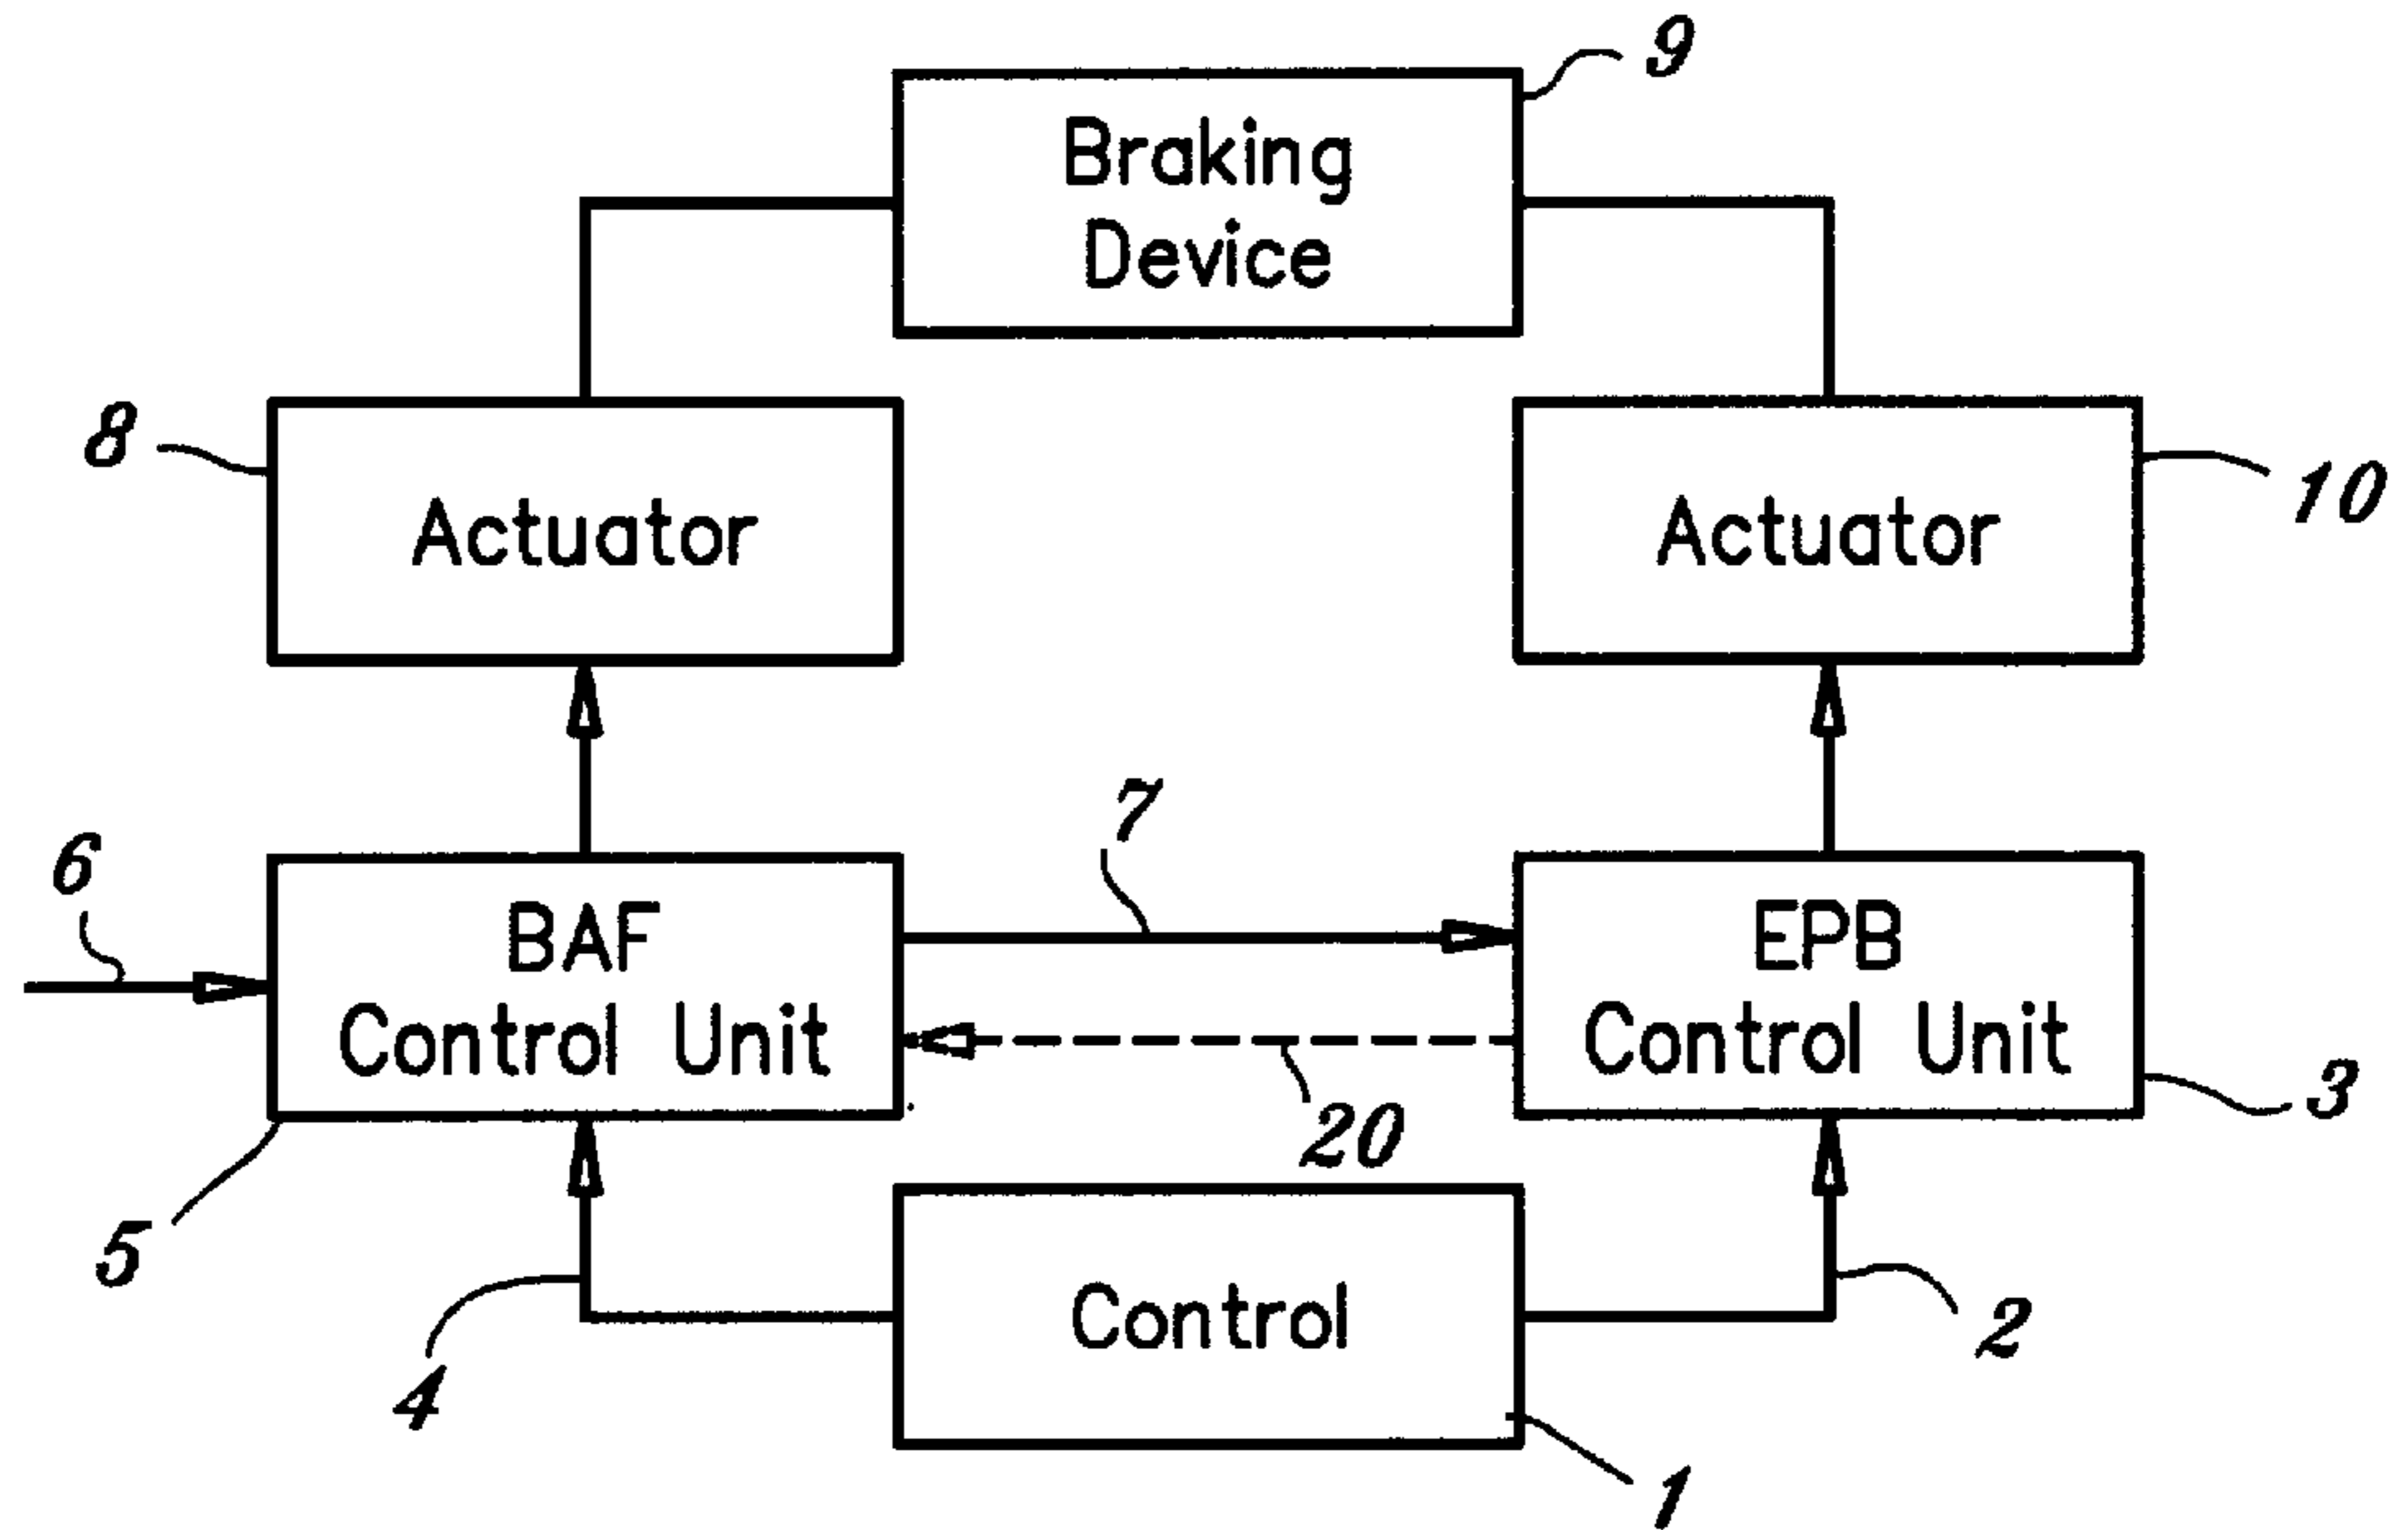 9
Braking
Device
8
Actuator
Actuator
10
7
6
BAF
Control Unit
EPB
Control Unit
3
20
5
Control
4
2
1